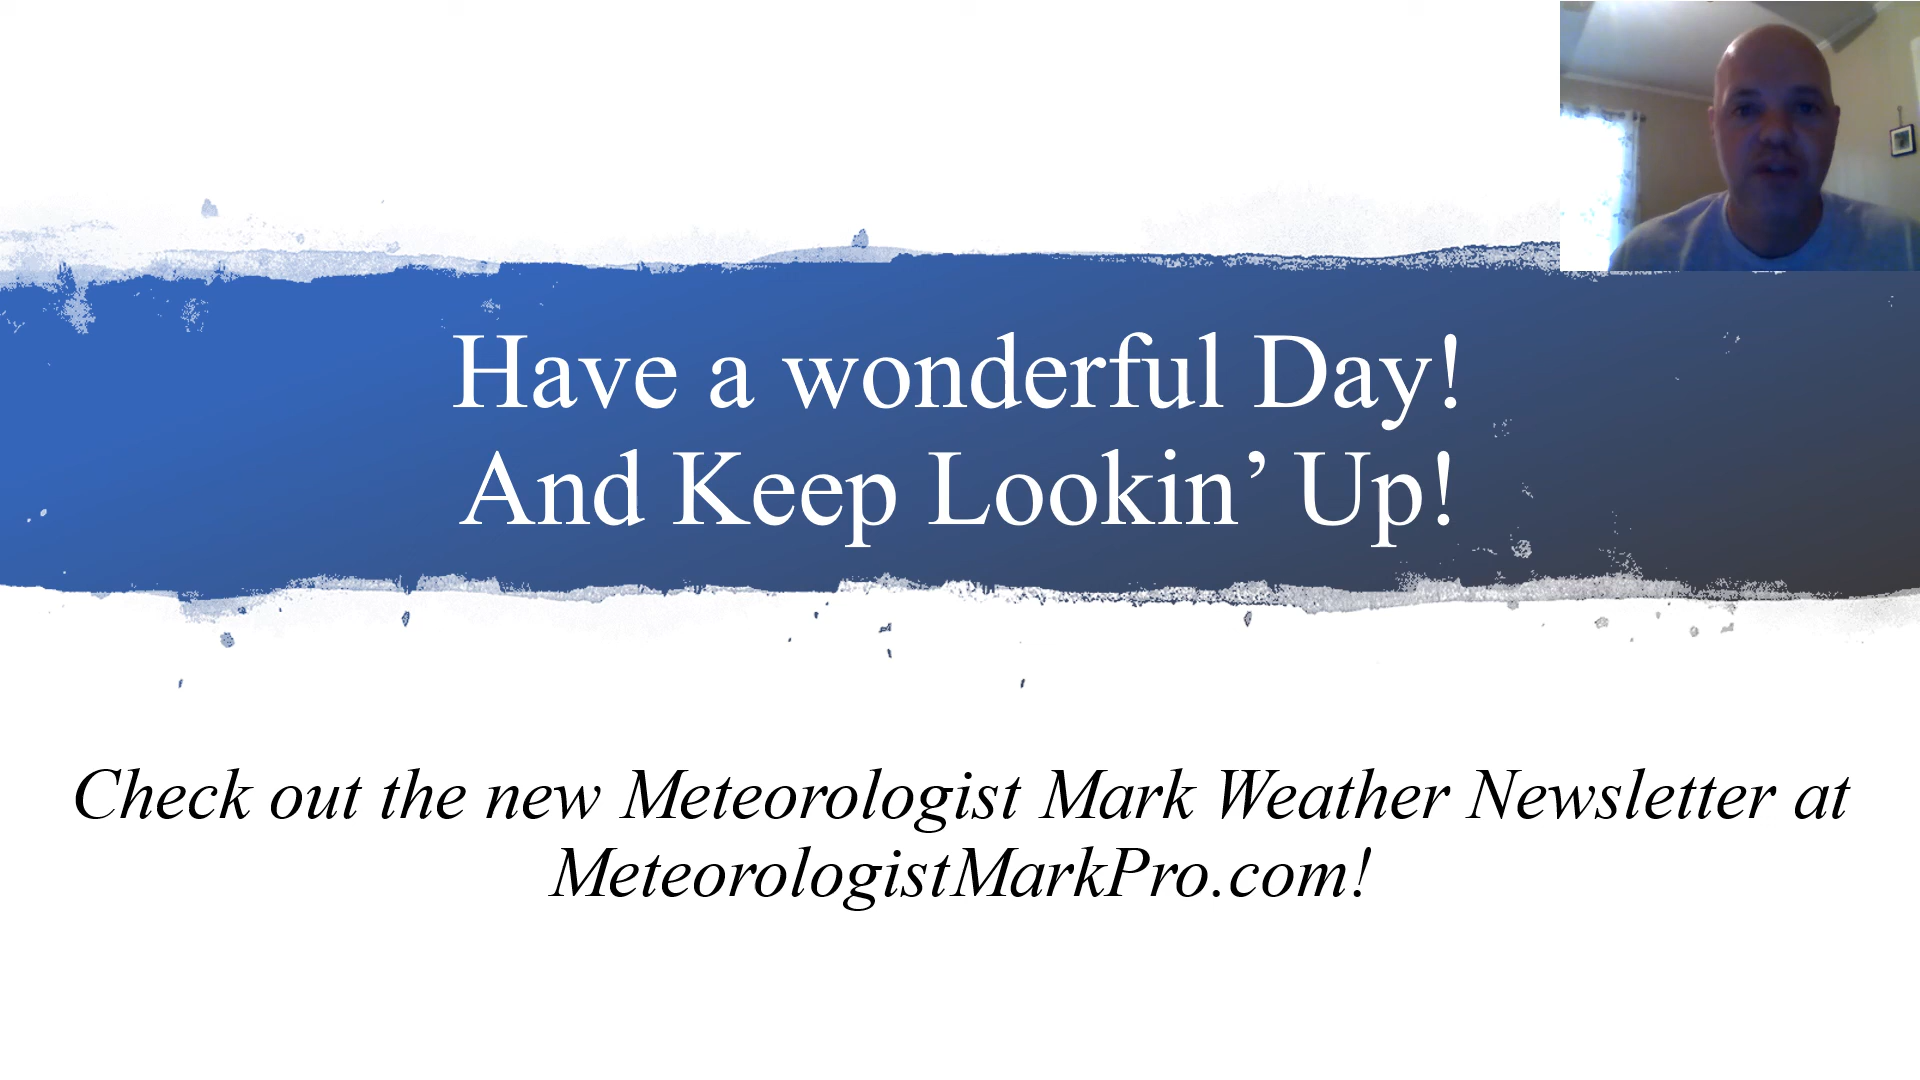 Have a wonderful Day!
And Keep Lookin’ Up!
Check out the new Meteorologist Mark Weather Newsletter at
MeteorologistMarkPro.com!